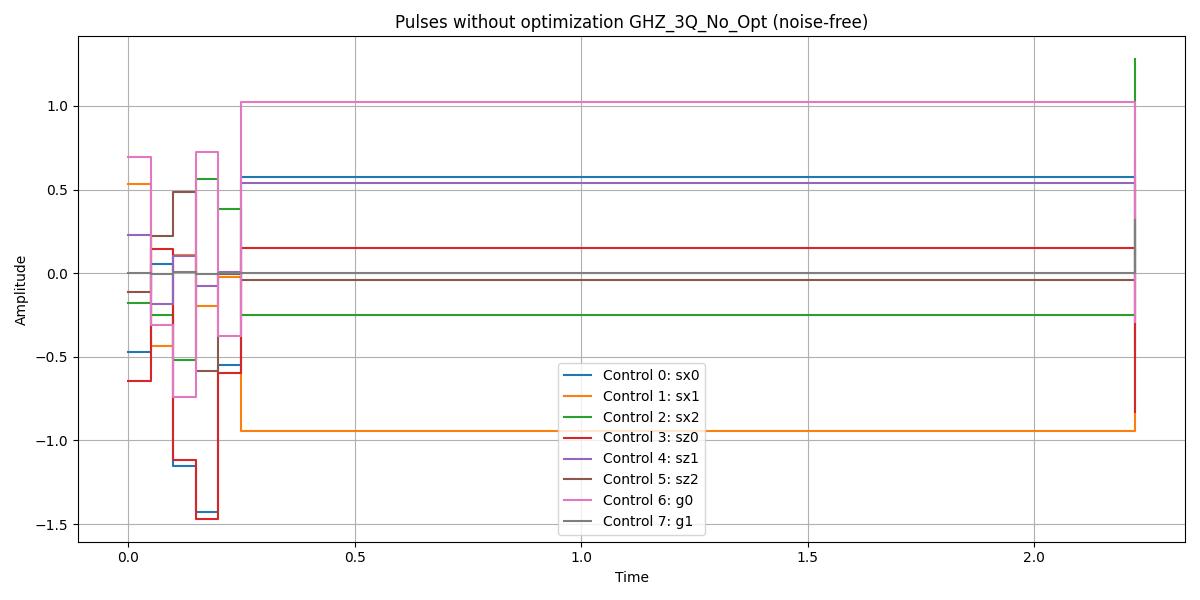 Pulses without optimization GHZ_3Q_No_Opt (noise-free)
Amplitude
1.0
0.5
0.0
−0.5
−1.0
−1.5
Control 0: sx0
Control 1: sx1
Control 2: sx2
Control 3: sz0
Control 4: sz1
Control 5: sz2
Control 6: g0
Control 7: g1
0.0 0.5 1.0 1.5 2.0
Time